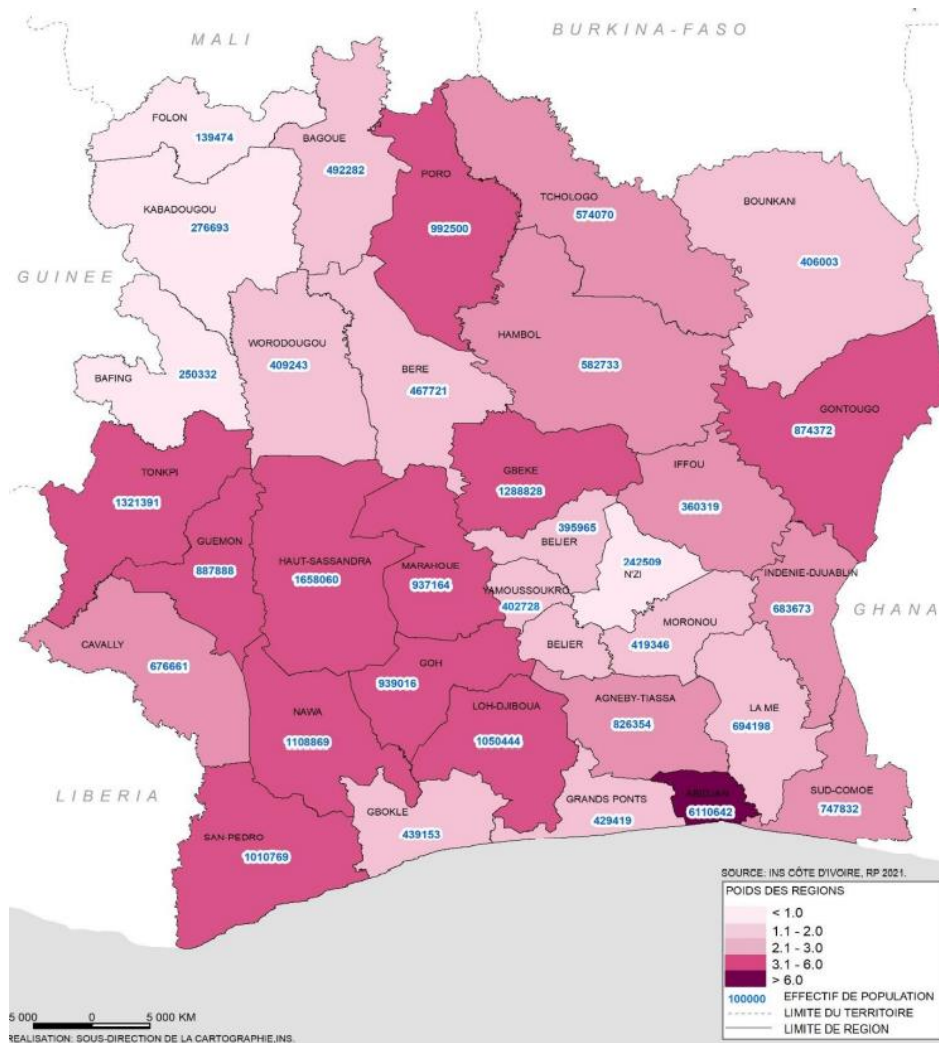 MALI
BURKINA-FASO
FOLON
139474
BAGOUE
492282
PORO
992500
TCHOLOGO
574070
BOUNKANI
406003
KABADOUGOU
276693
GUINEE
WORODOUGOU
409243
BERE
467721
HAMBOL
582733
BAFING
250332
GONTOUGO
874372
TONKPI
1321391
GBEKE
1288828
IFFOU
360319
GUEMON
887888
HAUT-SASSANDRA
1658060
MARAHOUE
937164
395965
BELIER
242509
N'ZI
INDENIE-DJUABLIN
683673
GHANA
YAMOUSSOUKRO
402728
MORONOU
419346
BELIER
CAVALLY
676661
GOH
939016
LOH-DJIBOUA
1050444
AGNEBY-TIASSA
826354
LA ME
694198
NAWA
1108869
LIBERIA
GBOKLE
439153
GRANDS PONTS
429419
ABIDJAN
6110642
SUD-COMOE
747832
SAN-PEDRO
1010769
SOURCE: INS CÔTE D'IVOIRE, RP 2021.
POIDS DES REGIONS
< 1.0
1.1 - 2.0
2.1 - 3.0
3.1 - 6.0
> 6.0
100000 EFFECTIF DE POPULATION
LIMITE DU TERRITOIRE
LIMITE DE REGION
5 000 0 5 000 KM
REALISATION: SOUS-DIRECTION DE LA CARTOGRAPHIE,INS.